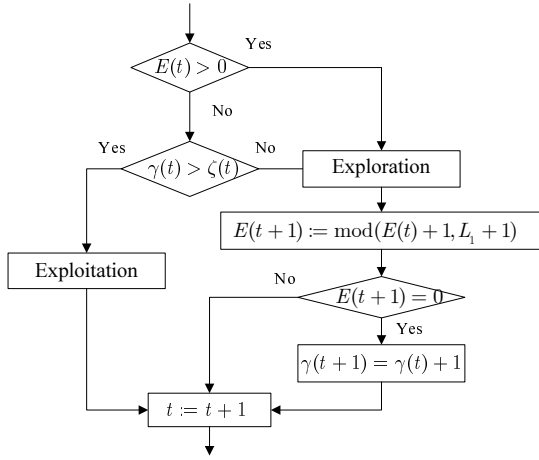 Yes
E(t) > 0
No
Yes
γ(t) > ζ(t)
No
Exploration
E(t + 1) := mod(E(t) + 1, L₁ + 1)
Exploitation
No
E(t + 1) = 0
Yes
γ(t + 1) = γ(t) + 1
t := t + 1